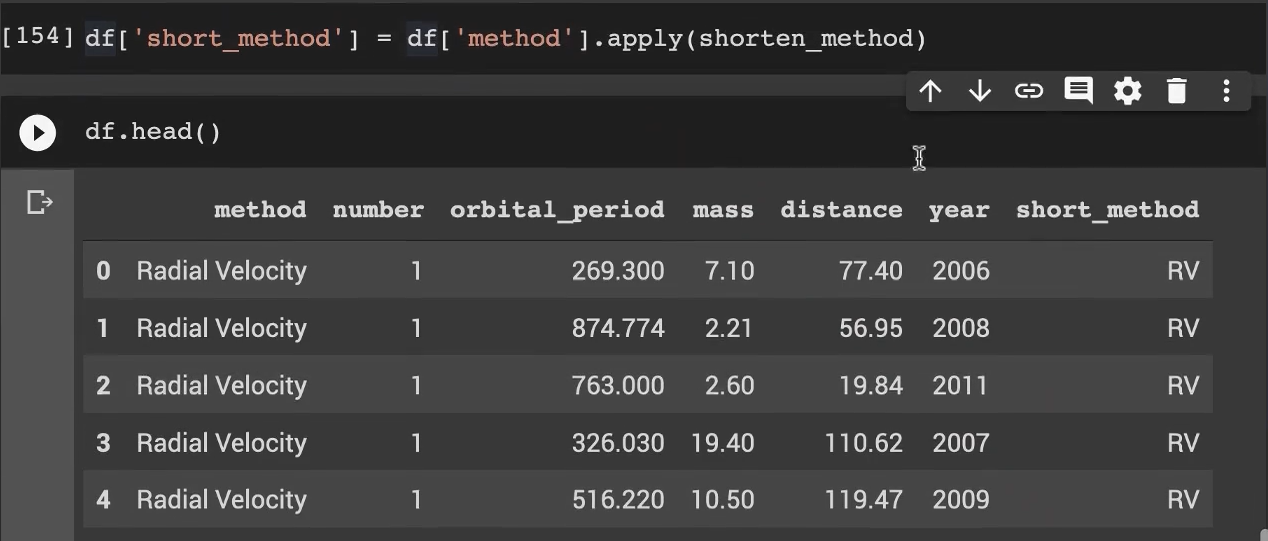 [154] df['short_method'] = df['method'].apply(shorten_method)
df.head()
method number orbital_period mass distance year short_method
0 Radial Velocity 1 269.300 7.10 77.40 2006 RV
1 Radial Velocity 1 874.774 2.21 56.95 2008 RV
2 Radial Velocity 1 763.000 2.60 19.84 2011 RV
3 Radial Velocity 1 326.030 19.40 110.62 2007 RV
4 Radial Velocity 1 516.220 10.50 119.47 2009 RV